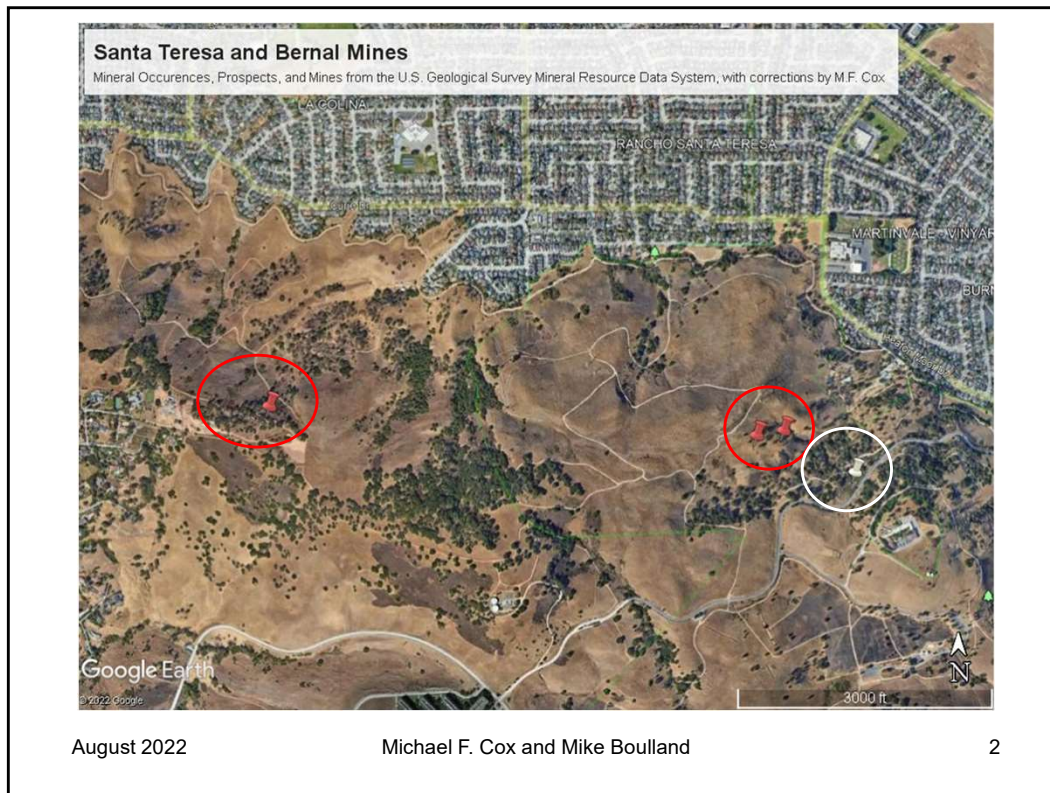 Santa Teresa and Bernal Mines
Mineral Occurences, Prospects, and Mines from the U.S. Geological Survey Mineral Resource Data System, with corrections by M.F. Cox
LA COLINA
RANCHO SANTA TERESA
MARTINVALE - VINYAR
BURN
Google Earth
© 2022 Google
N
3000 ft
August 2022
Michael F. Cox and Mike Boulland
2